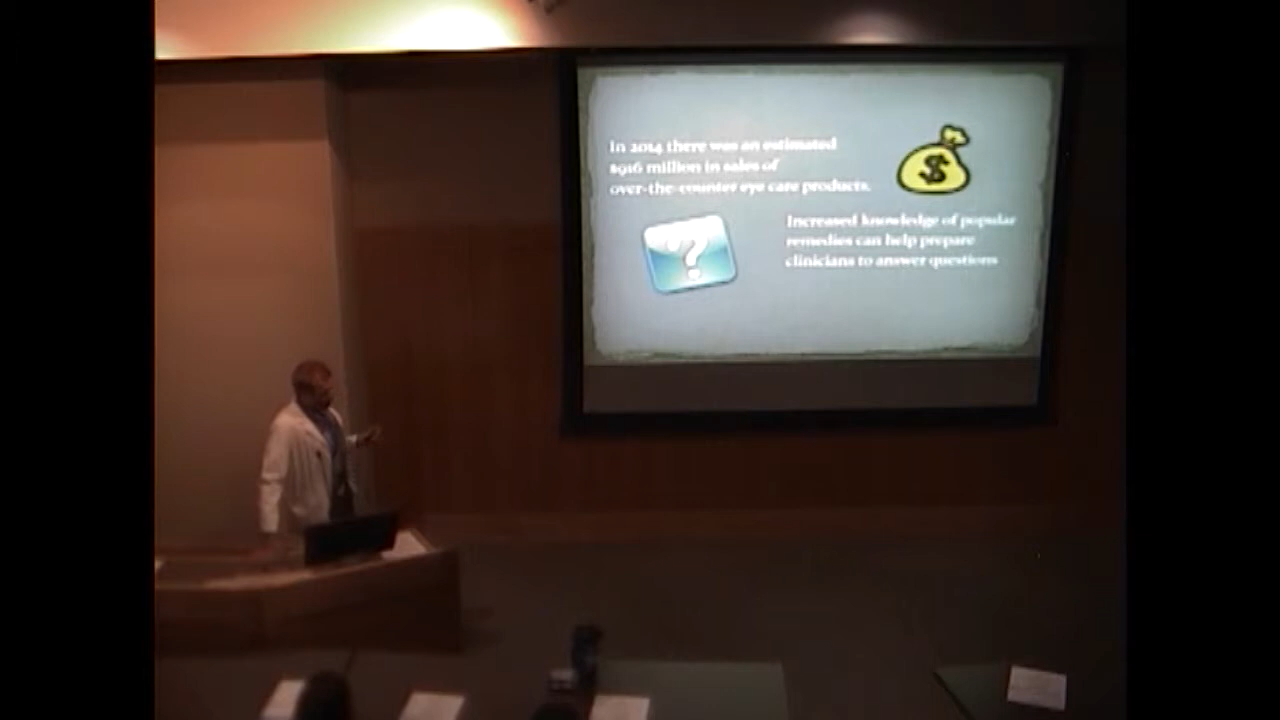 In 2014 there was an estimated
$916 million in sales of
over-the-counter eye care products.
$
?
Increased knowledge of popular
remedies can help prepare
clinicians to answer questions